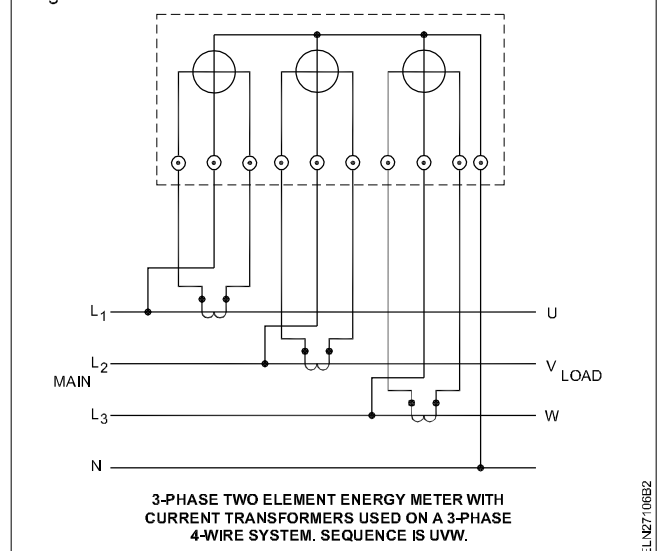 L1 U
L2 V
MAIN LOAD
L3 W
N
3-PHASE TWO ELEMENT ENERGY METER WITH
CURRENT TRANSFORMERS USED ON A 3-PHASE
4-WIRE SYSTEM. SEQUENCE IS UVW.
ELN27106B2